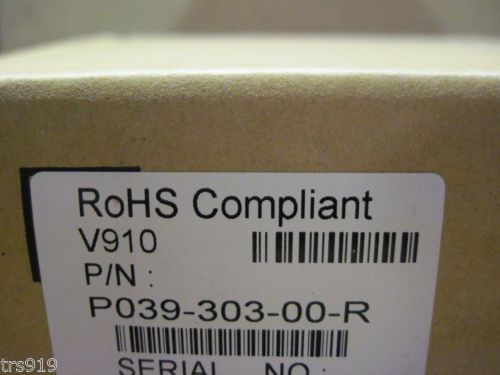 RoHS Compliant
V910
P/N :
P039-303-00-R
SERIAL NO :
trs919